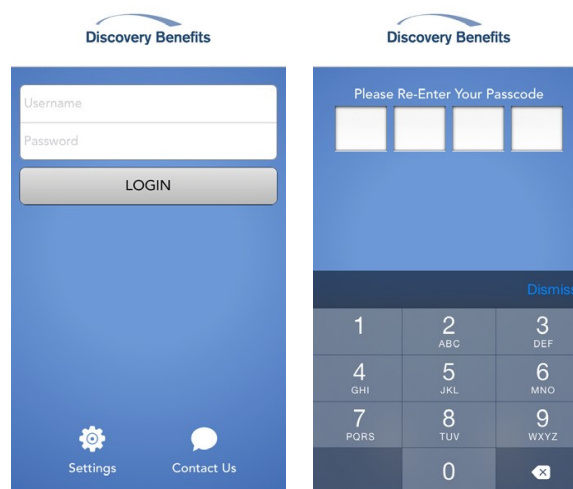 Discovery Benefits
Username
Password
LOGIN
Settings
Contact Us
Discovery Benefits
Please Re-Enter Your Passcode
Dismiss
1
2
3
ABC
DEF
4
5
6
GHI
JKL
MNO
7
8
9
PQRS
TUV
WXYZ
0